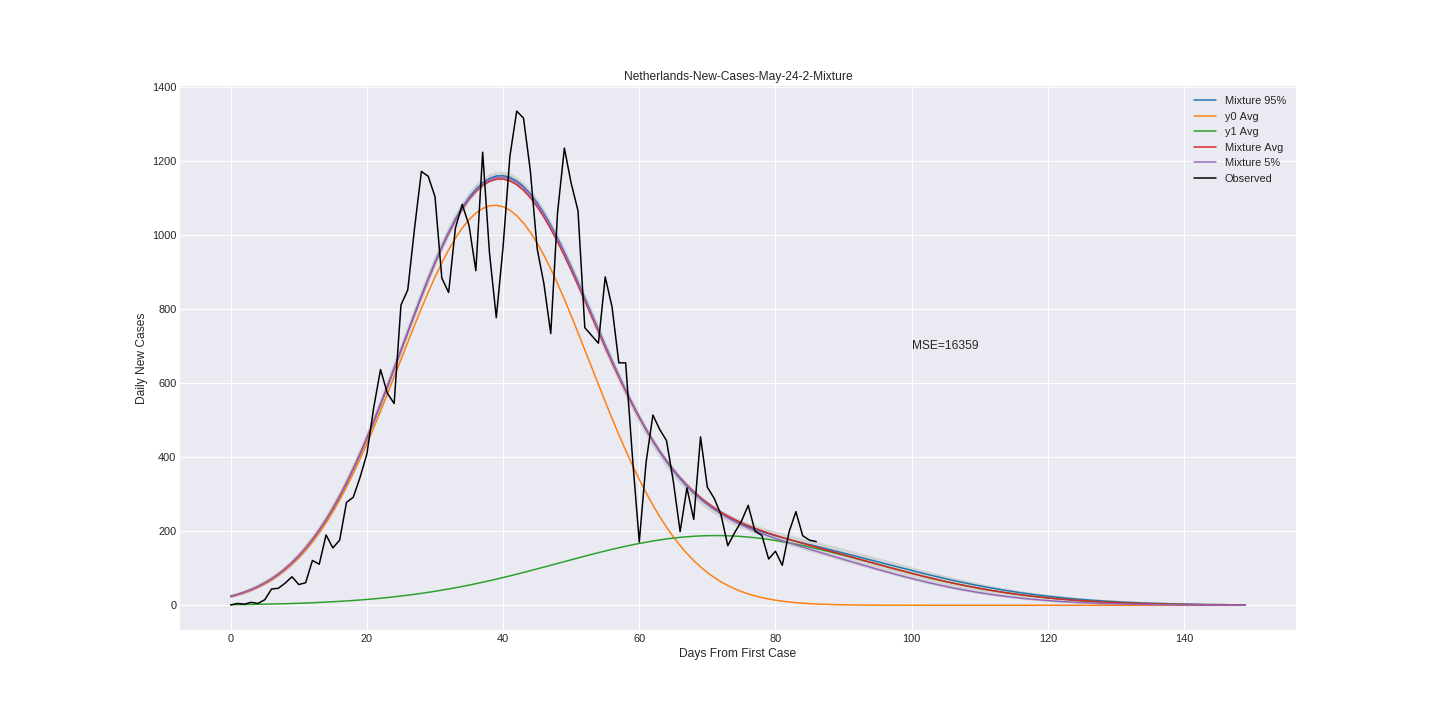 Netherlands-New-Cases-May-24-2-Mixture
1400
1200
1000
800
600
400
200
0
Daily New Cases
Mixture 95%
y0 Avg
y1 Avg
Mixture Avg
Mixture 5%
Observed
MSE=16359
0 20 40 60 80 100 120 140
Days From First Case